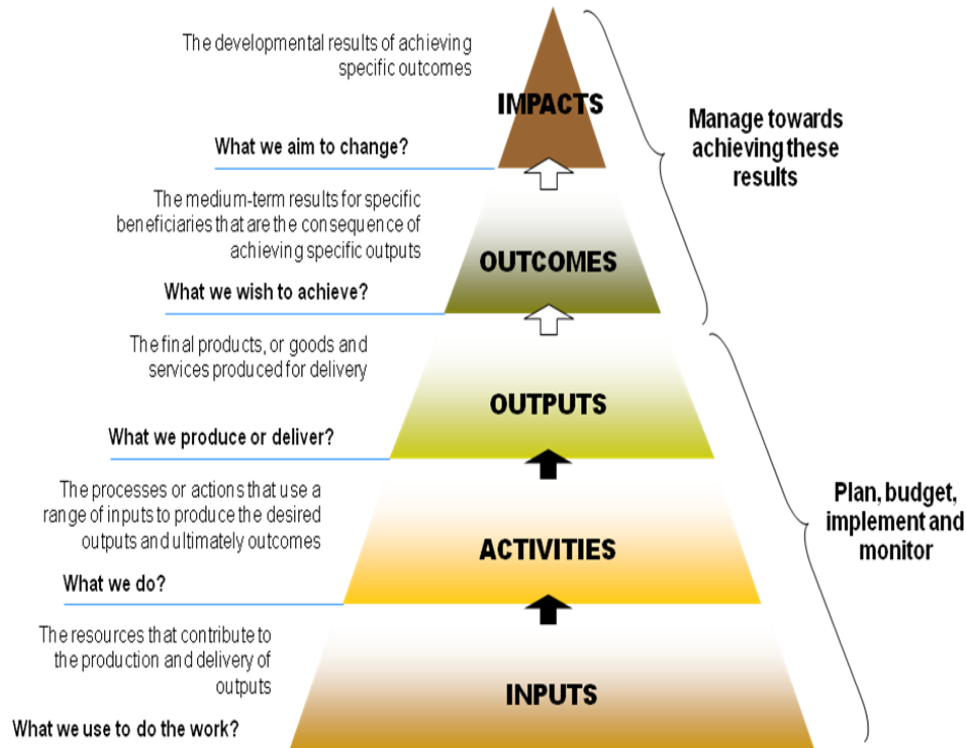 The developmental results of achieving
specific outcomes
IMPACTS
What we aim to change?
Manage towards
achieving these
results
The medium-term results for specific
beneficiaries that are the consequence of
achieving specific outputs
OUTCOMES
What we wish to achieve?
The final products, or goods and
services produced for delivery
OUTPUTS
What we produce or deliver?
The processes or actions that use a
range of inputs to produce the desired
outputs and ultimately outcomes
ACTIVITIES
What we do?
Plan, budget,
implement and
monitor
The resources that contribute to
the production and delivery of
outputs
INPUTS
What we use to do the work?